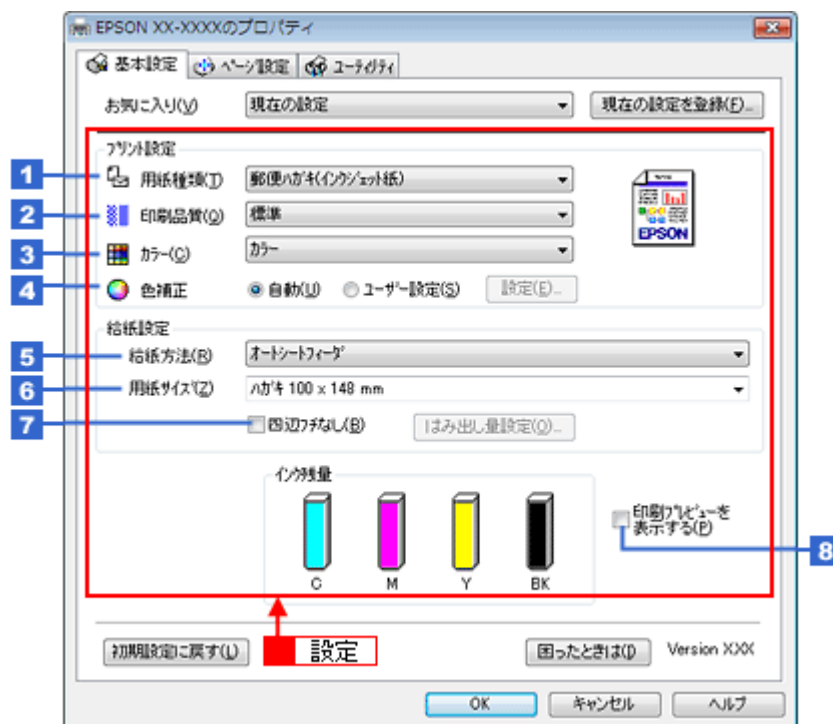 EPSON XX-XXXXのプロパティ
基本設定 ページ設定 ユーティリティ
お気に入り(V) 現在の設定 現在の設定を登録(F)...
プリント設定
1 用紙種類(T) 郵便ハガキ(インクジェット紙)
2 印刷品質(Q) 標準
EPSON
3 カラー(C) カラー
4 色補正 自動(U) ユーザー設定(S) 設定(E)...
給紙設定
5 給紙方法(R) オートシートフィーダ
6 用紙サイズ(Z) ハガキ 100 x 148 mm
7 四辺フチなし(B) はみ出し量設定(O)...
インク残量
C M Y BK
印刷プレビューを
表示する(P)
8
初期設定に戻す(L) 設定 困ったときは(I) Version X.XX
OK キャンセル ヘルプ